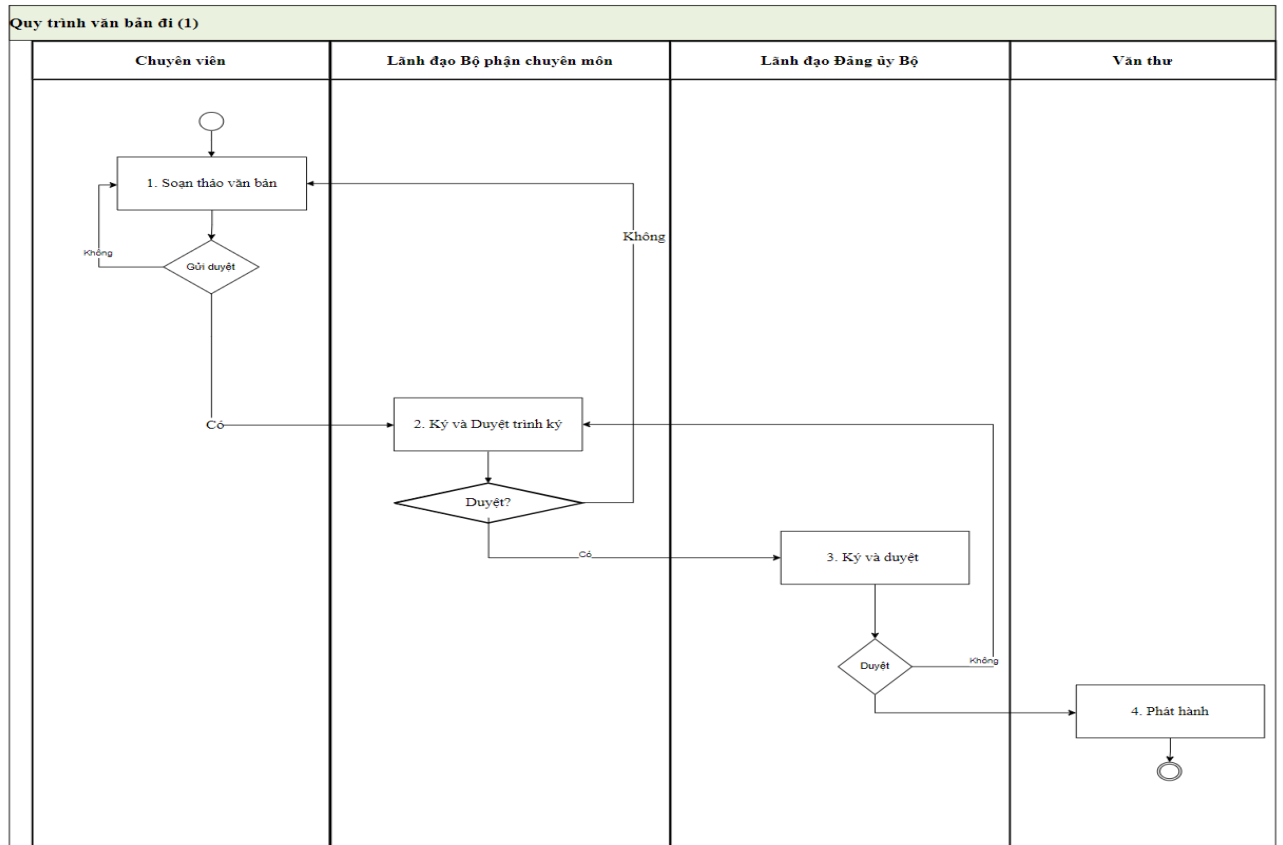 Quy trình văn bản đi (1)
Chuyên viên
Lãnh đạo Bộ phận chuyên môn
Lãnh đạo Đảng ủy Bộ
Văn thư
1. Soạn thảo văn bản
Không
Không
Gửi duyệt
Có
2. Ký và Duyệt trình ký
Duyệt?
Có
3. Ký và duyệt
Duyệt
Không
4. Phát hành